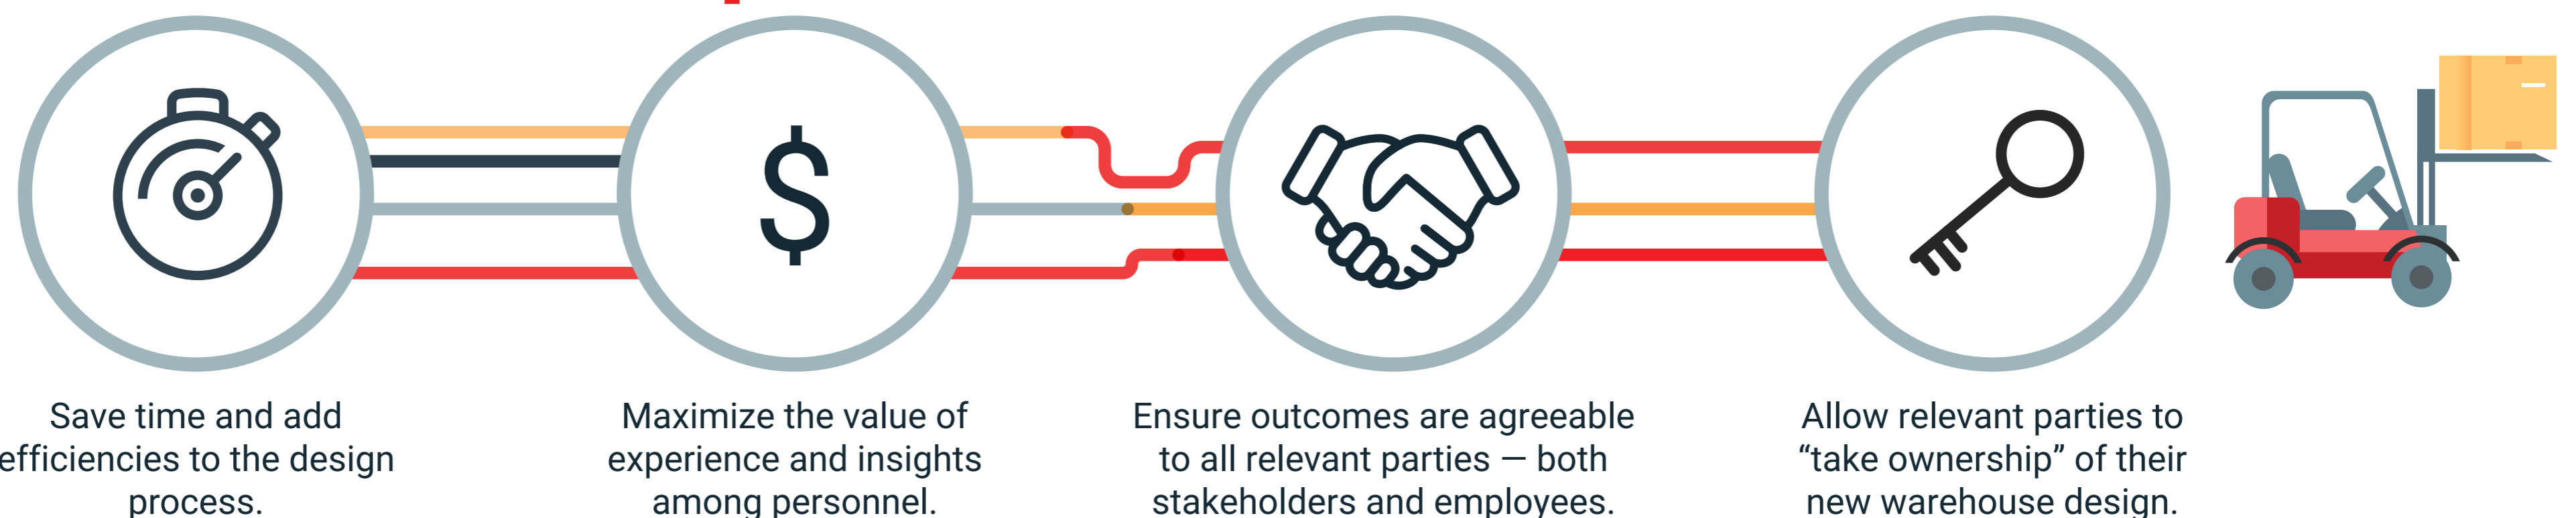 Save time and add
efficiencies to the design
process.
$
Maximize the value of
experience and insights
among personnel.
Ensure outcomes are agreeable
to all relevant parties — both
stakeholders and employees.
Allow relevant parties to
“take ownership” of their
new warehouse design.